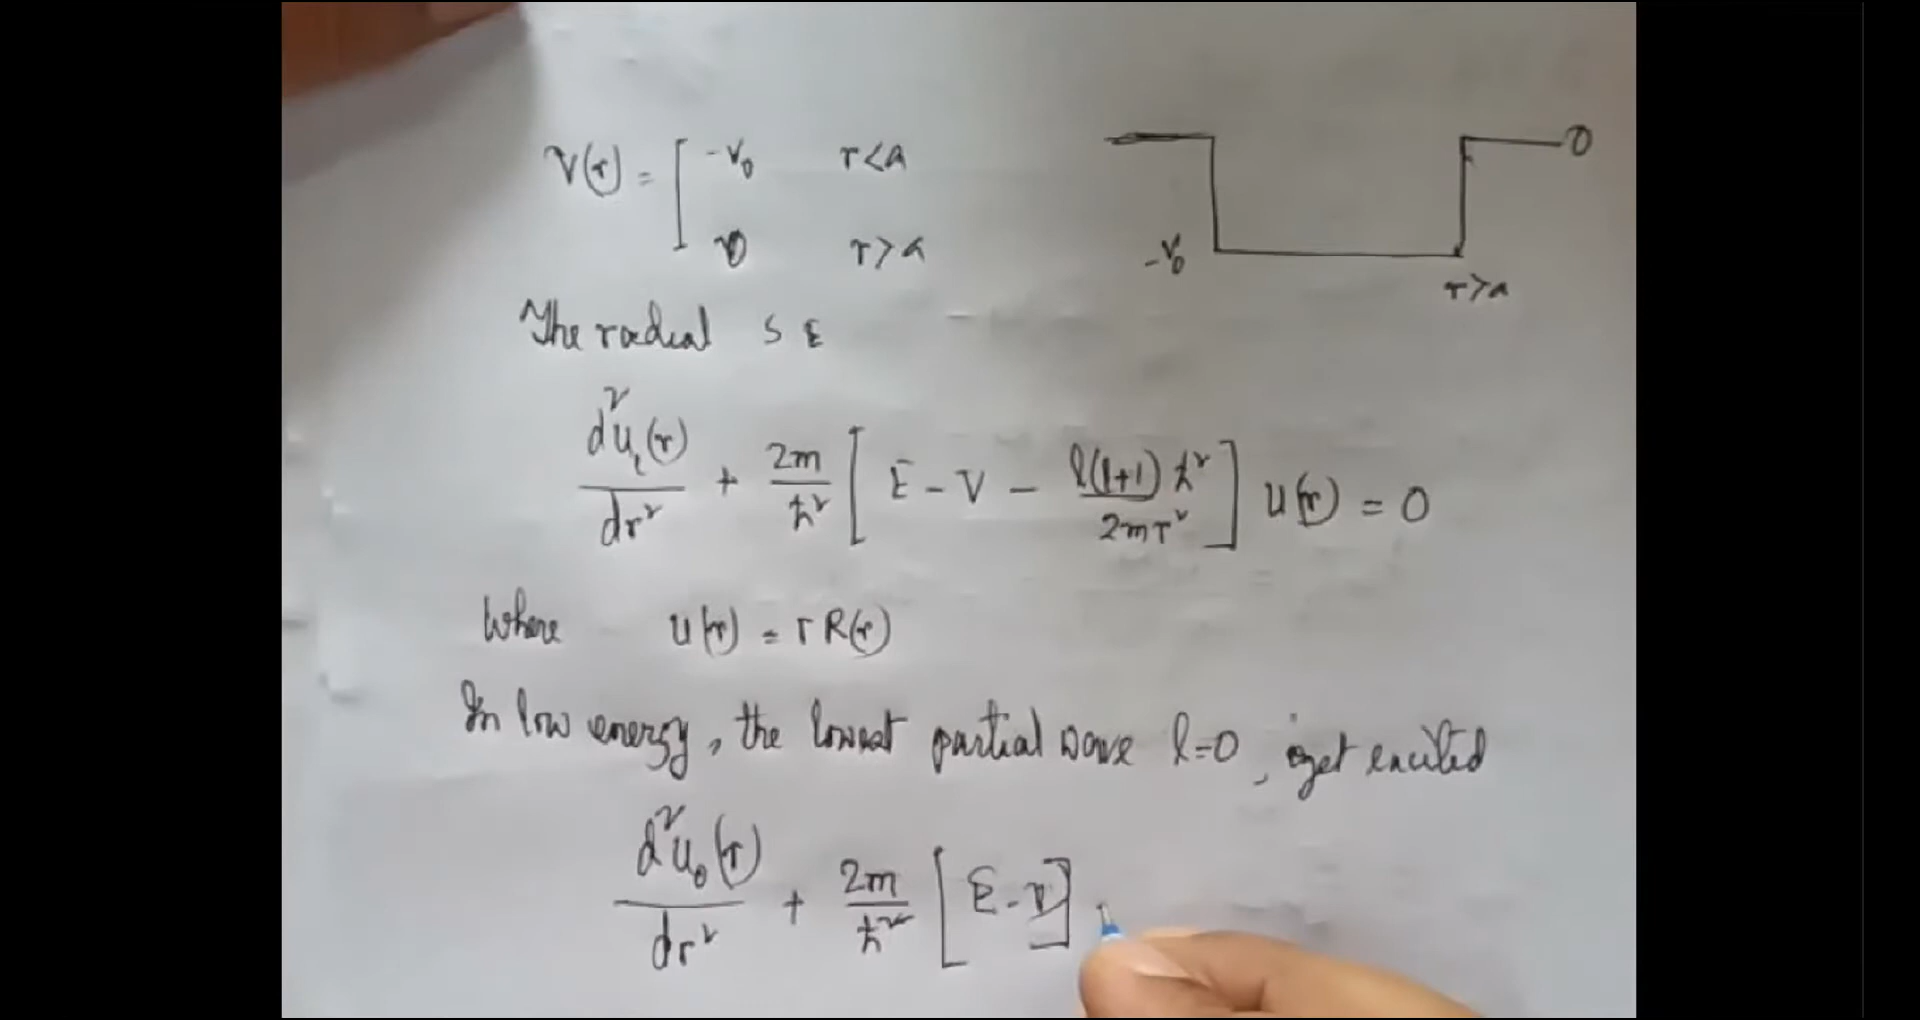 V(r) = [ -V₀ r<a
0 r>a
0
-V₀
r>a
The radial S E
d²u_l(r)/dr² + 2m/ħ² [ E - V - l(l+1)ħ²/2mr² ] u(r) = 0
Where u(r) = r R(r)
In low energy, the lowest partial wave l=0, get excited
d²u₀(r)/dr² + 2m/ħ² [ E - V ]